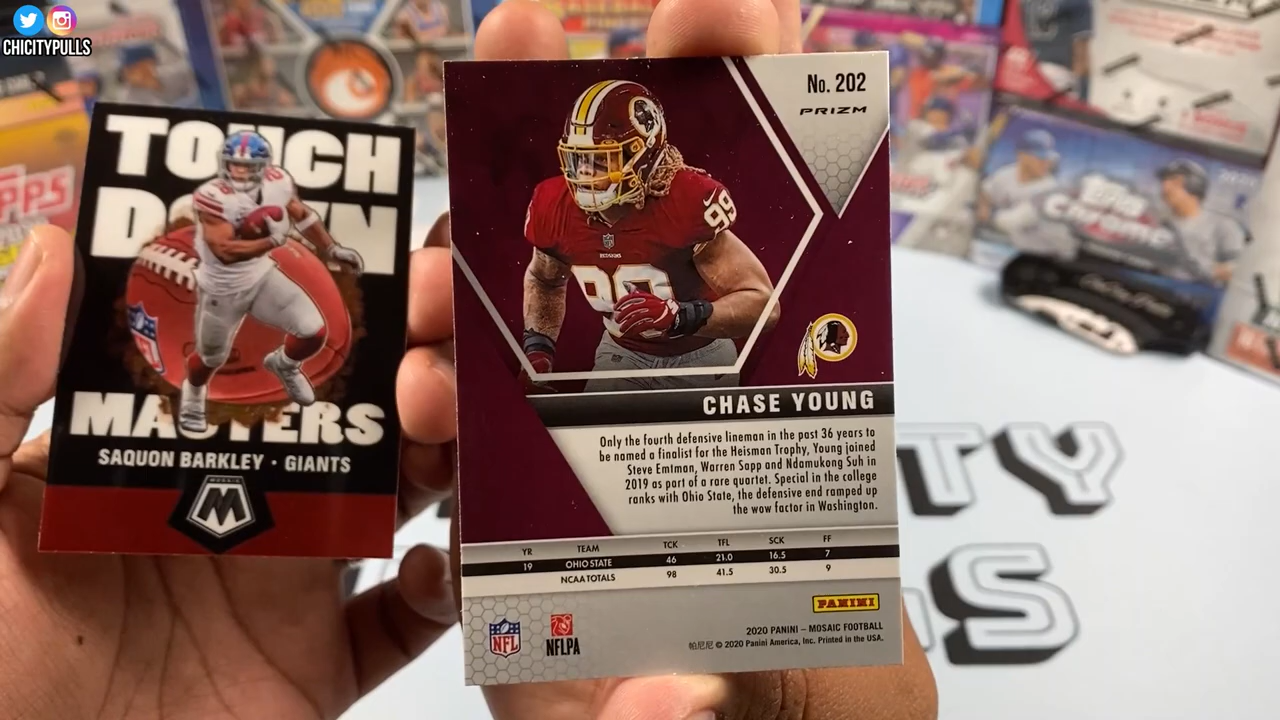 CHICITYPULLS
TOUCH
DOWN
MASTERS
SAQUON BARKLEY · GIANTS
MOSAIC
M
No. 202
PRIZM
99
99
REDSKINS
CHASE YOUNG
Only the fourth defensive lineman in the past 36 years to
be named a finalist for the Heisman Trophy, Young joined
Steve Emtman, Warren Sapp and Ndamukong Suh in
2019 as part of a rare quartet. Special in the college
ranks with Ohio State, the defensive end ramped up
the wow factor in Washington.
YR TEAM TCK TFL SCK FF
19 OHIO STATE 46 21.0 16.5 7
NCAA TOTALS 98 41.5 30.5 9
PANINI
2020 PANINI – MOSAIC FOOTBALL
帕尼尼 © 2020 Panini America, Inc. Printed in the USA.
NFL
NFLPA
Topps
Chrome